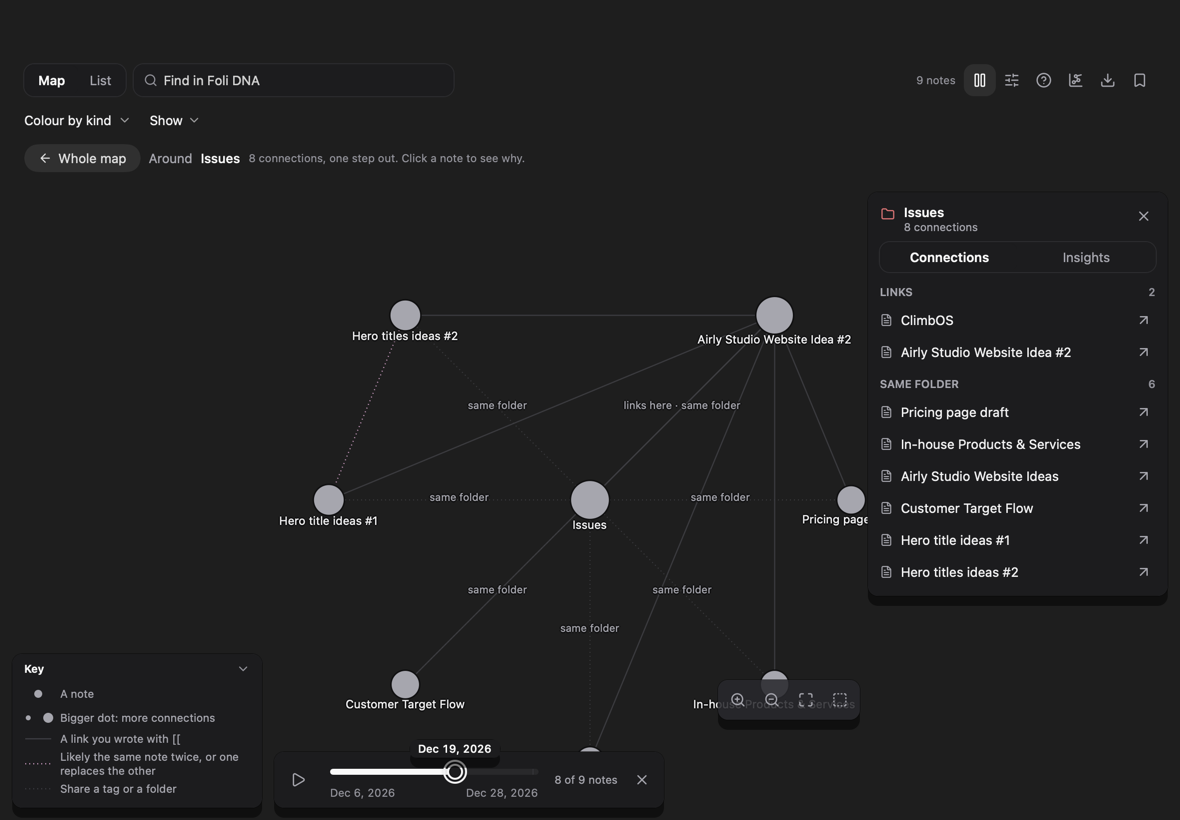 Map
List
Find in Foli DNA
9 notes
Colour by kind
Show
Whole map
Around Issues 8 connections, one step out. Click a note to see why.
Issues
8 connections
Connections
Insights
LINKS 2
ClimbOS
Airly Studio Website Idea #2
SAME FOLDER 6
Pricing page draft
In-house Products & Services
Airly Studio Website Ideas
Customer Target Flow
Hero title ideas #1
Hero titles ideas #2
Hero titles ideas #2
Airly Studio Website Idea #2
same folder
links here · same folder
same folder
same folder
Hero title ideas #1
Issues
Pricing page
same folder
same folder
same folder
Customer Target Flow
In-house Products & Services
Key
A note
Bigger dot: more connections
A link you wrote with [[
Likely the same note twice, or one
replaces the other
Share a tag or a folder
Dec 19, 2026
8 of 9 notes
Dec 6, 2026
Dec 28, 2026